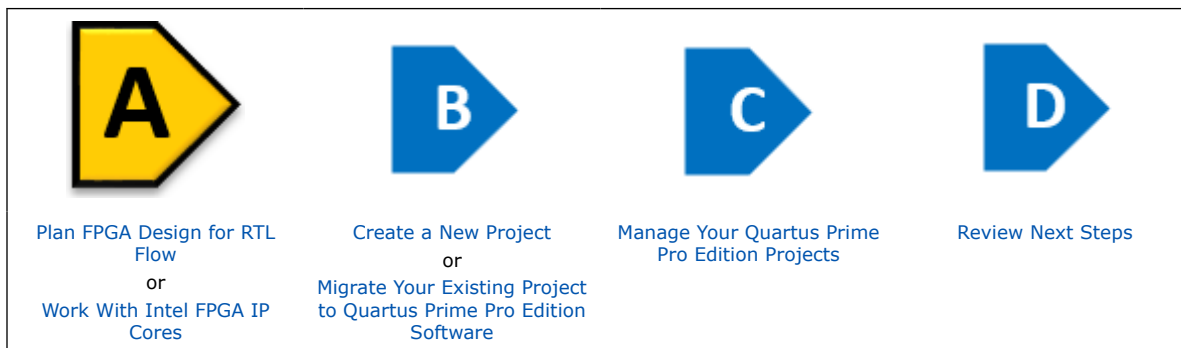 A
B
C
D
Plan FPGA Design for RTL
Flow
or
Work With Intel FPGA IP
Cores
Create a New Project
or
Migrate Your Existing Project
to Quartus Prime Pro Edition
Software
Manage Your Quartus Prime
Pro Edition Projects
Review Next Steps